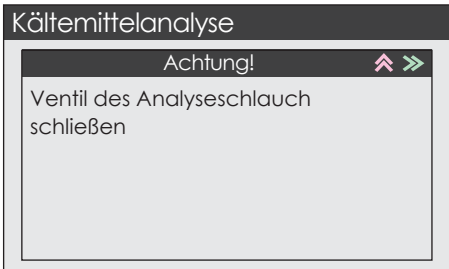 Kältemittelanalyse
Achtung!
Ventil des Analyseschlauch
schließen